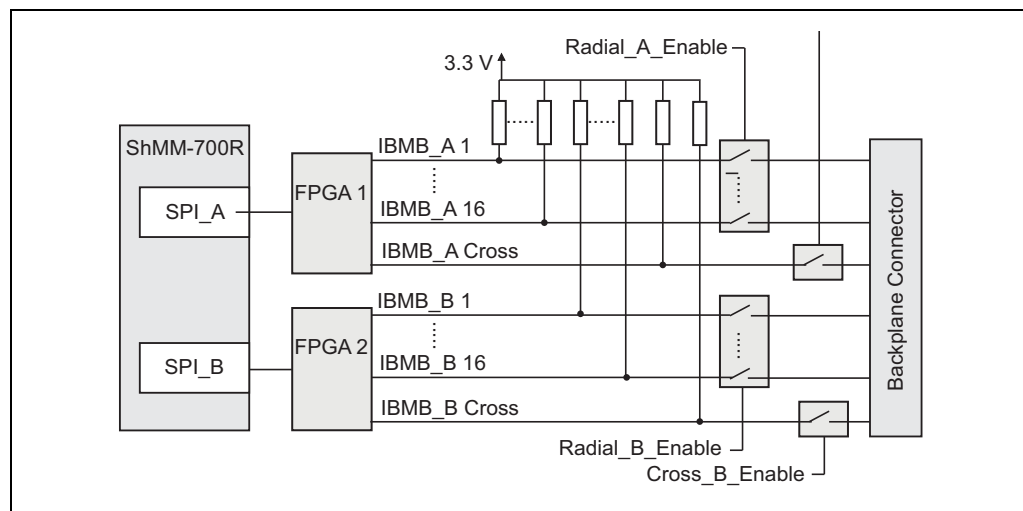 Radial_A_Enable
3.3 V
ShMM-700R
IBMB_A 1
FPGA 1
SPI_A
IBMB_A 16
IBMB_A Cross
Backplane Connector
IBMB_B 1
FPGA 2
SPI_B
IBMB_B 16
IBMB_B Cross
Radial_B_Enable
Cross_B_Enable